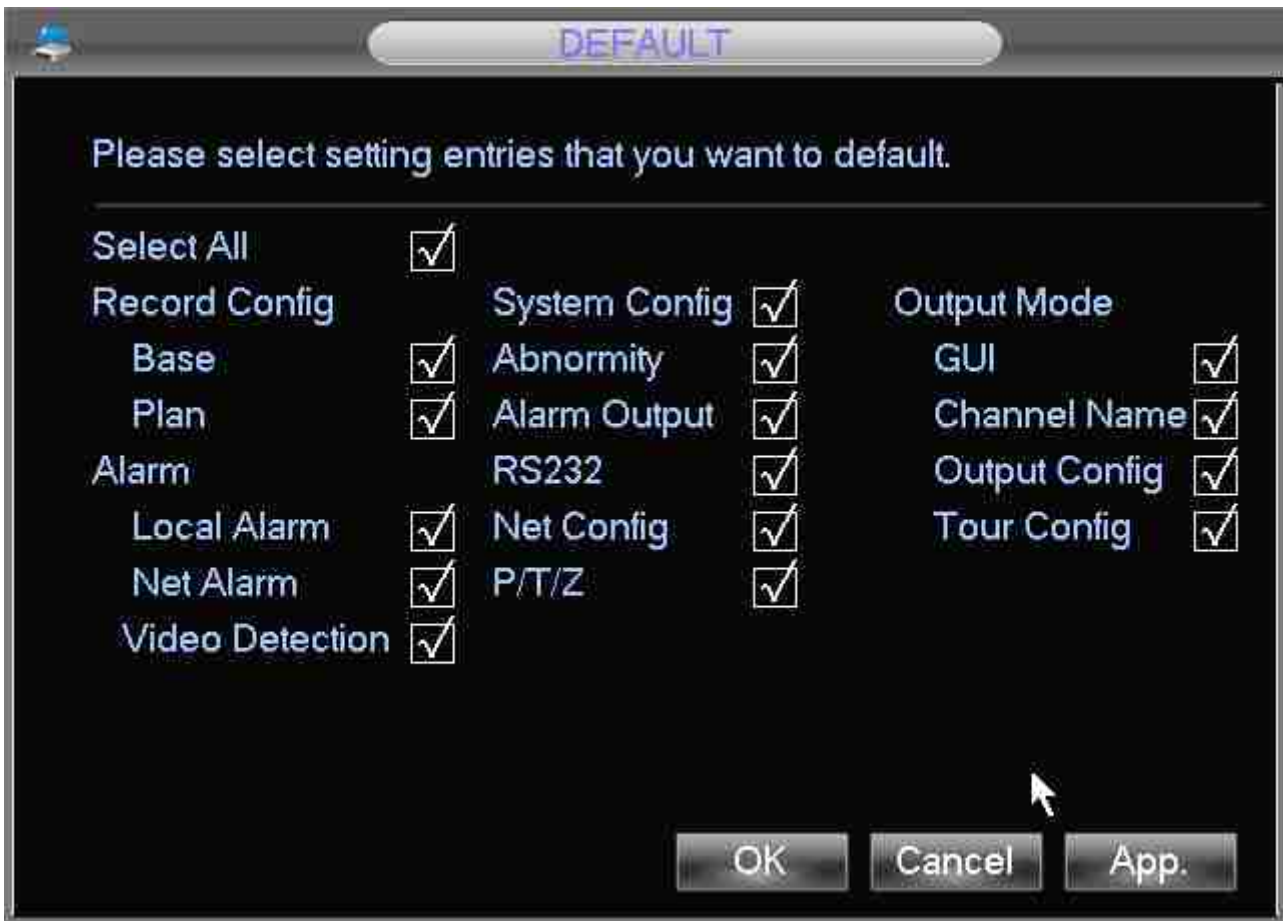 DEFAULT
Please select setting entries that you want to default.
Select All
Record Config System Config Output Mode
Base Abnormity GUI
Plan Alarm Output Channel Name
Alarm RS232 Output Config
Local Alarm Net Config Tour Config
Net Alarm P/T/Z
Video Detection
OK Cancel App.